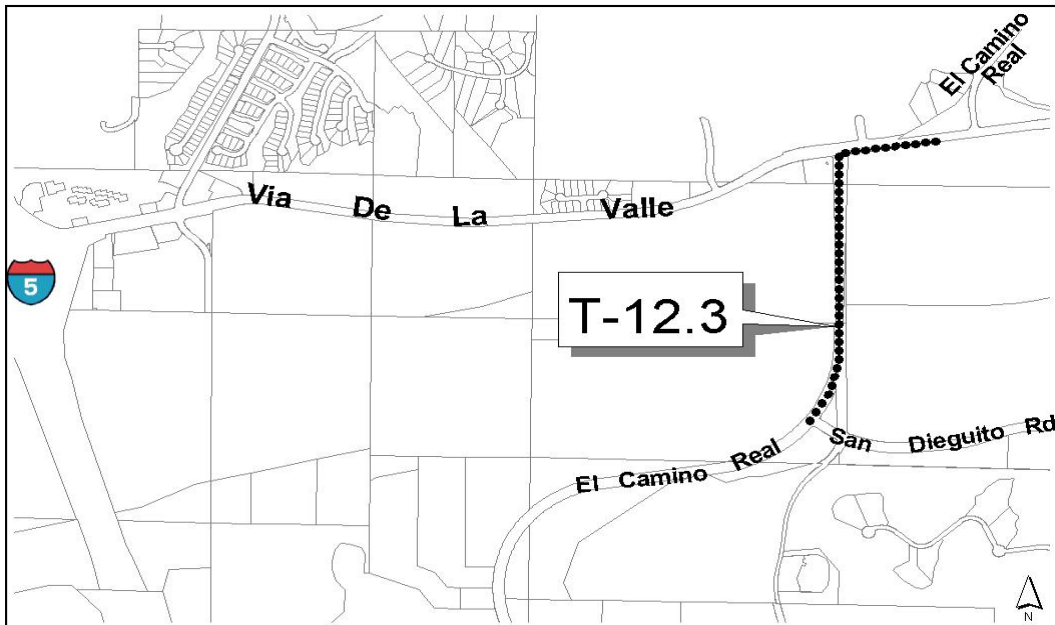 El Camino
Real
Via De La Valle
5
T-12.3
San Dieguito Rd
El Camino Real
N